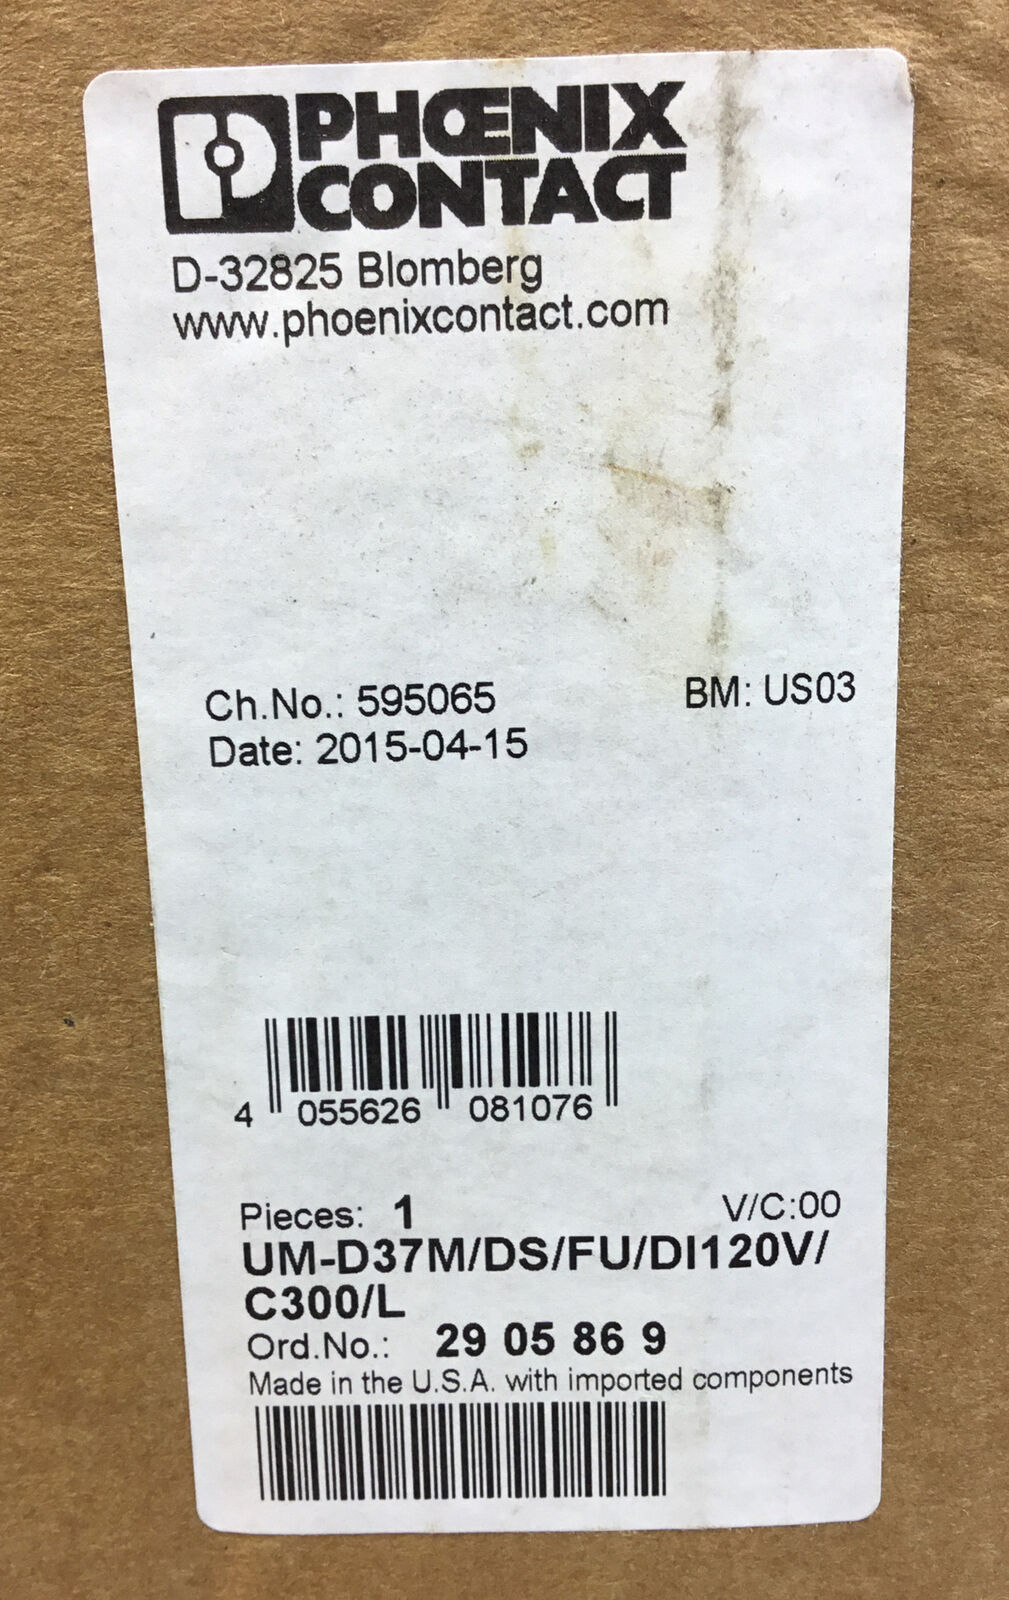 PHŒNIX
CONTACT
D-32825 Blomberg
www.phoenixcontact.com
Ch.No.: 595065 BM: US03
Date: 2015-04-15
4 055626 081076
Pieces: 1 V/C:00
UM-D37M/DS/FU/DI120V/
C300/L
Ord.No.: 29 05 86 9
Made in the U.S.A. with imported components